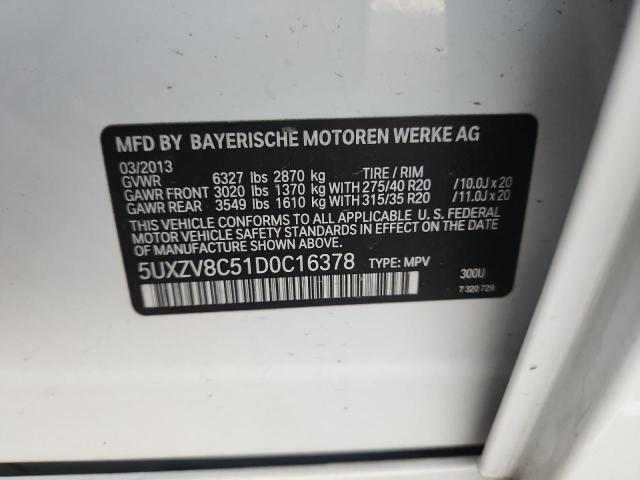 MFD BY BAYERISCHE MOTOREN WERKE AG
03/2013
GVWR 6327 lbs 2870 kg TIRE / RIM
GAWR FRONT 3020 lbs 1370 kg WITH 275/40 R20 /10.0J x 20
GAWR REAR 3549 lbs 1610 kg WITH 315/35 R20 /11.0J x 20
THIS VEHICLE CONFORMS TO ALL APPLICABLE U. S. FEDERAL
MOTOR VEHICLE SAFETY STANDARDS IN EFFECT ON THE
DATE OF MANUFACTURE SHOWN ABOVE.
5UXZV8C51D0C16378 TYPE: MPV 300U
7 320 729